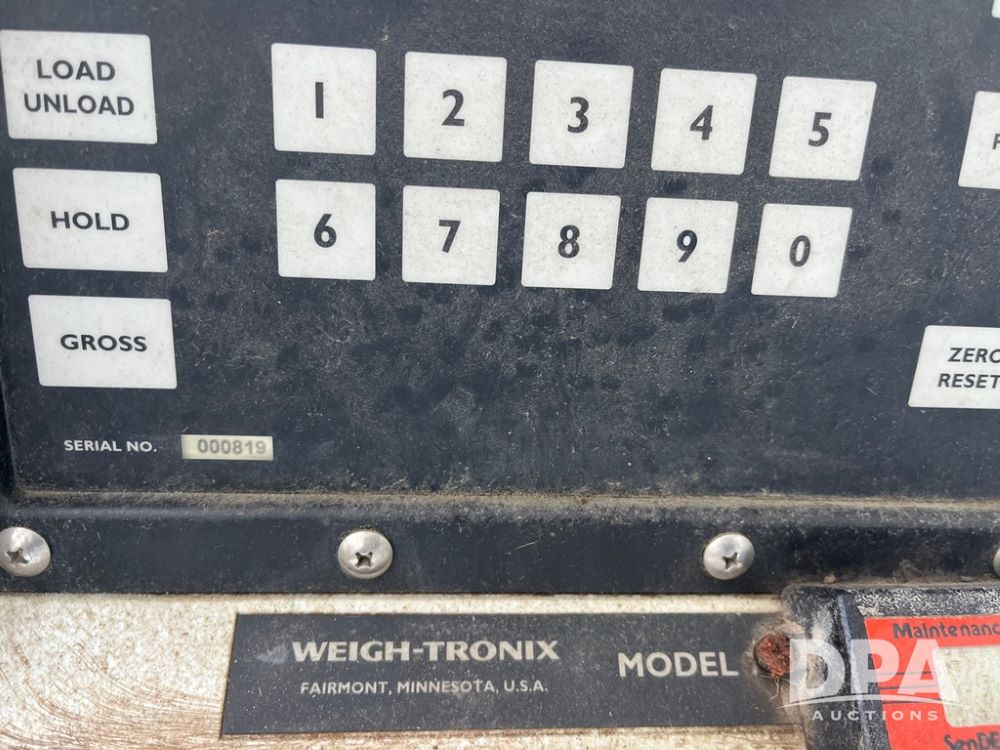 LOAD
UNLOAD
1 2 3 4 5
HOLD
6 7 8 9 0
GROSS
ZERO
RESET
SERIAL NO. 000819
WEIGH-TRONIX
FAIRMONT, MINNESOTA, U.S.A.
MODEL
DPA
AUCTIONS